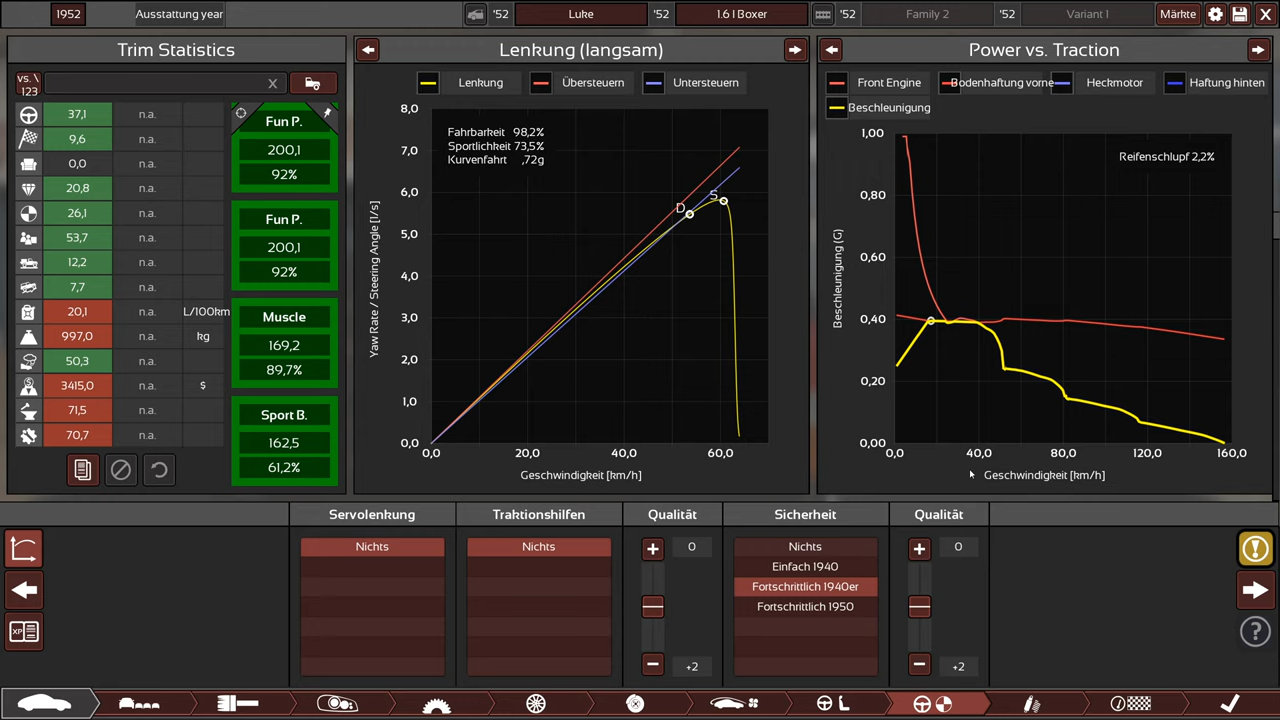 1952 Ausstattung year '52 Luke '52 1.6 l Boxer '52 Family 2 '52 Variant 1 Märkte
Trim Statistics
vs. \ 123 x
37,1 n.a.
9,6 n.a.
0,0 n.a.
20,8 n.a.
26,1 n.a.
53,7 n.a.
12,2 n.a.
7,7 n.a.
20,1 n.a. L/100km
997,0 n.a. kg
50,3 n.a.
3415,0 n.a. $
71,5 n.a.
70,7 n.a.
Fun P.
200,1
92%
Fun P.
200,1
92%
Muscle
169,2
89,7%
Sport B.
162,5
61,2%
Lenkung (langsam)
Lenkung Übersteuern Untersteuern
Fahrbarkeit 98,2%
Sportlichkeit 73,5%
Kurvenfahrt ,72g
Yaw Rate / Steering Angle [1/s]
8,0
7,0
6,0
5,0
4,0
3,0
2,0
1,0
0,0
D S
0,0 20,0 40,0 60,0
Geschwindigkeit [km/h]
Power vs. Traction
Front Engine Bodenhaftung vorne Heckmotor Haftung hinten
Beschleunigung
Reifenschlupf 2,2%
Beschleunigung (G)
1,00
0,80
0,60
0,40
0,20
0,00
0,0 40,0 80,0 120,0 160,0
Geschwindigkeit [km/h]
Servolenkung
Nichts
Traktionshilfen
Nichts
Qualität
0
+2
Sicherheit
Nichts
Einfach 1940
Fortschrittlich 1940er
Fortschrittlich 1950
Qualität
0
+2
XP
?